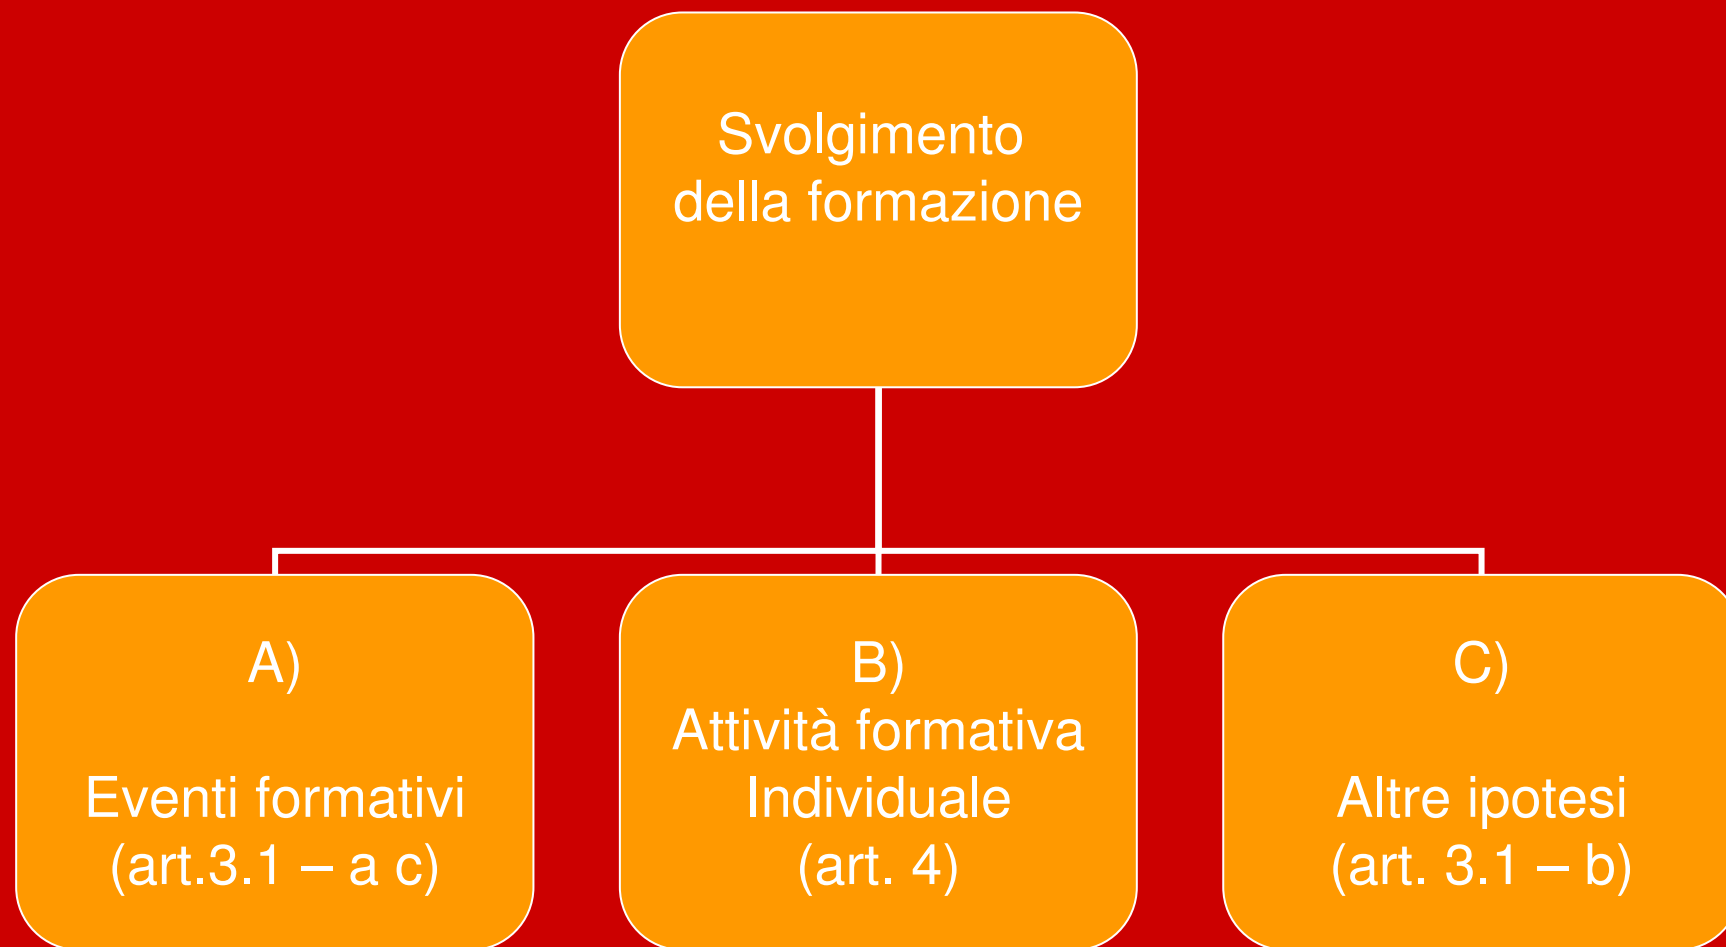 Svolgimento
della formazione
A)
Eventi formativi
(art.3.1 – a c)
B)
Attività formativa
Individuale
(art. 4)
C)
Altre ipotesi
(art. 3.1 – b)